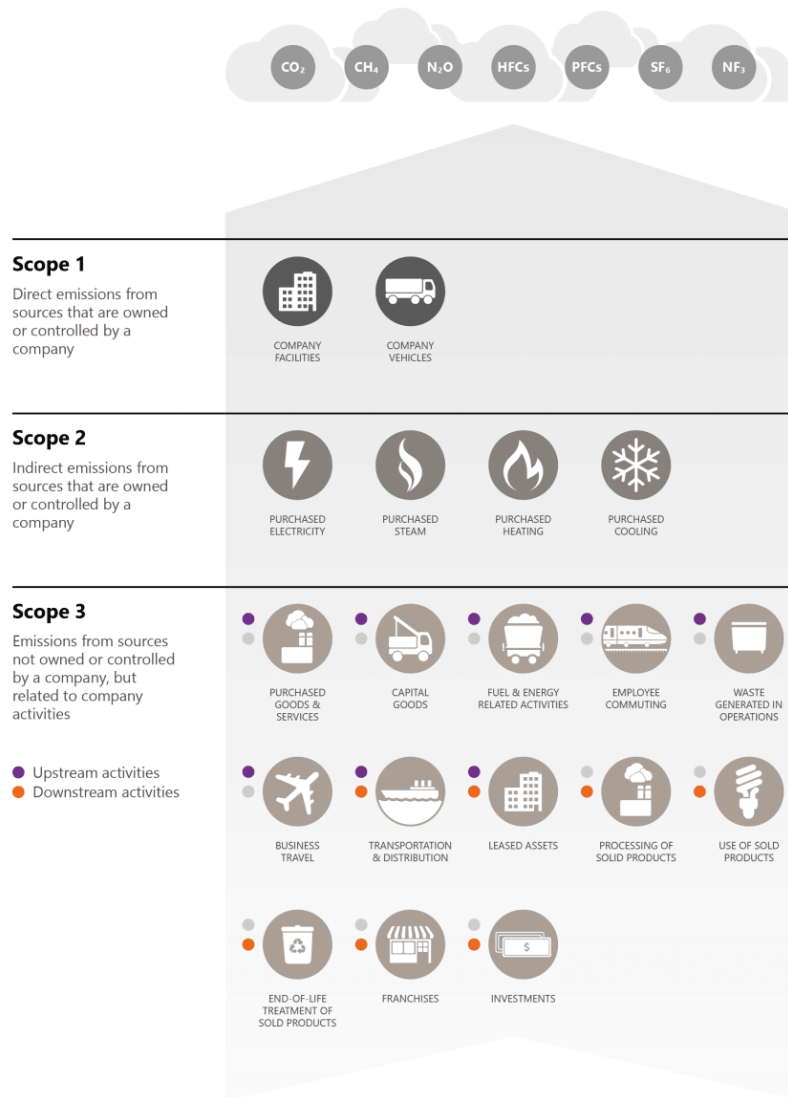 CO₂ CH₄ N₂O HFCs PFCs SF₆ NF₃
Scope 1
Direct emissions from
sources that are owned
or controlled by a
company
COMPANY
FACILITIES
COMPANY
VEHICLES
Scope 2
Indirect emissions from
sources that are owned
or controlled by a
company
PURCHASED
ELECTRICITY
PURCHASED
STEAM
PURCHASED
HEATING
PURCHASED
COOLING
Scope 3
Emissions from sources
not owned or controlled
by a company, but
related to company
activities
Upstream activities
Downstream activities
PURCHASED
GOODS &
SERVICES
CAPITAL
GOODS
FUEL & ENERGY
RELATED ACTIVITIES
EMPLOYEE
COMMUTING
WASTE
GENERATED IN
OPERATIONS
BUSINESS
TRAVEL
TRANSPORTATION
& DISTRIBUTION
LEASED ASSETS
PROCESSING OF
SOLID PRODUCTS
USE OF SOLD
PRODUCTS
END-OF-LIFE
TREATMENT OF
SOLD PRODUCTS
FRANCHISES
$
INVESTMENTS